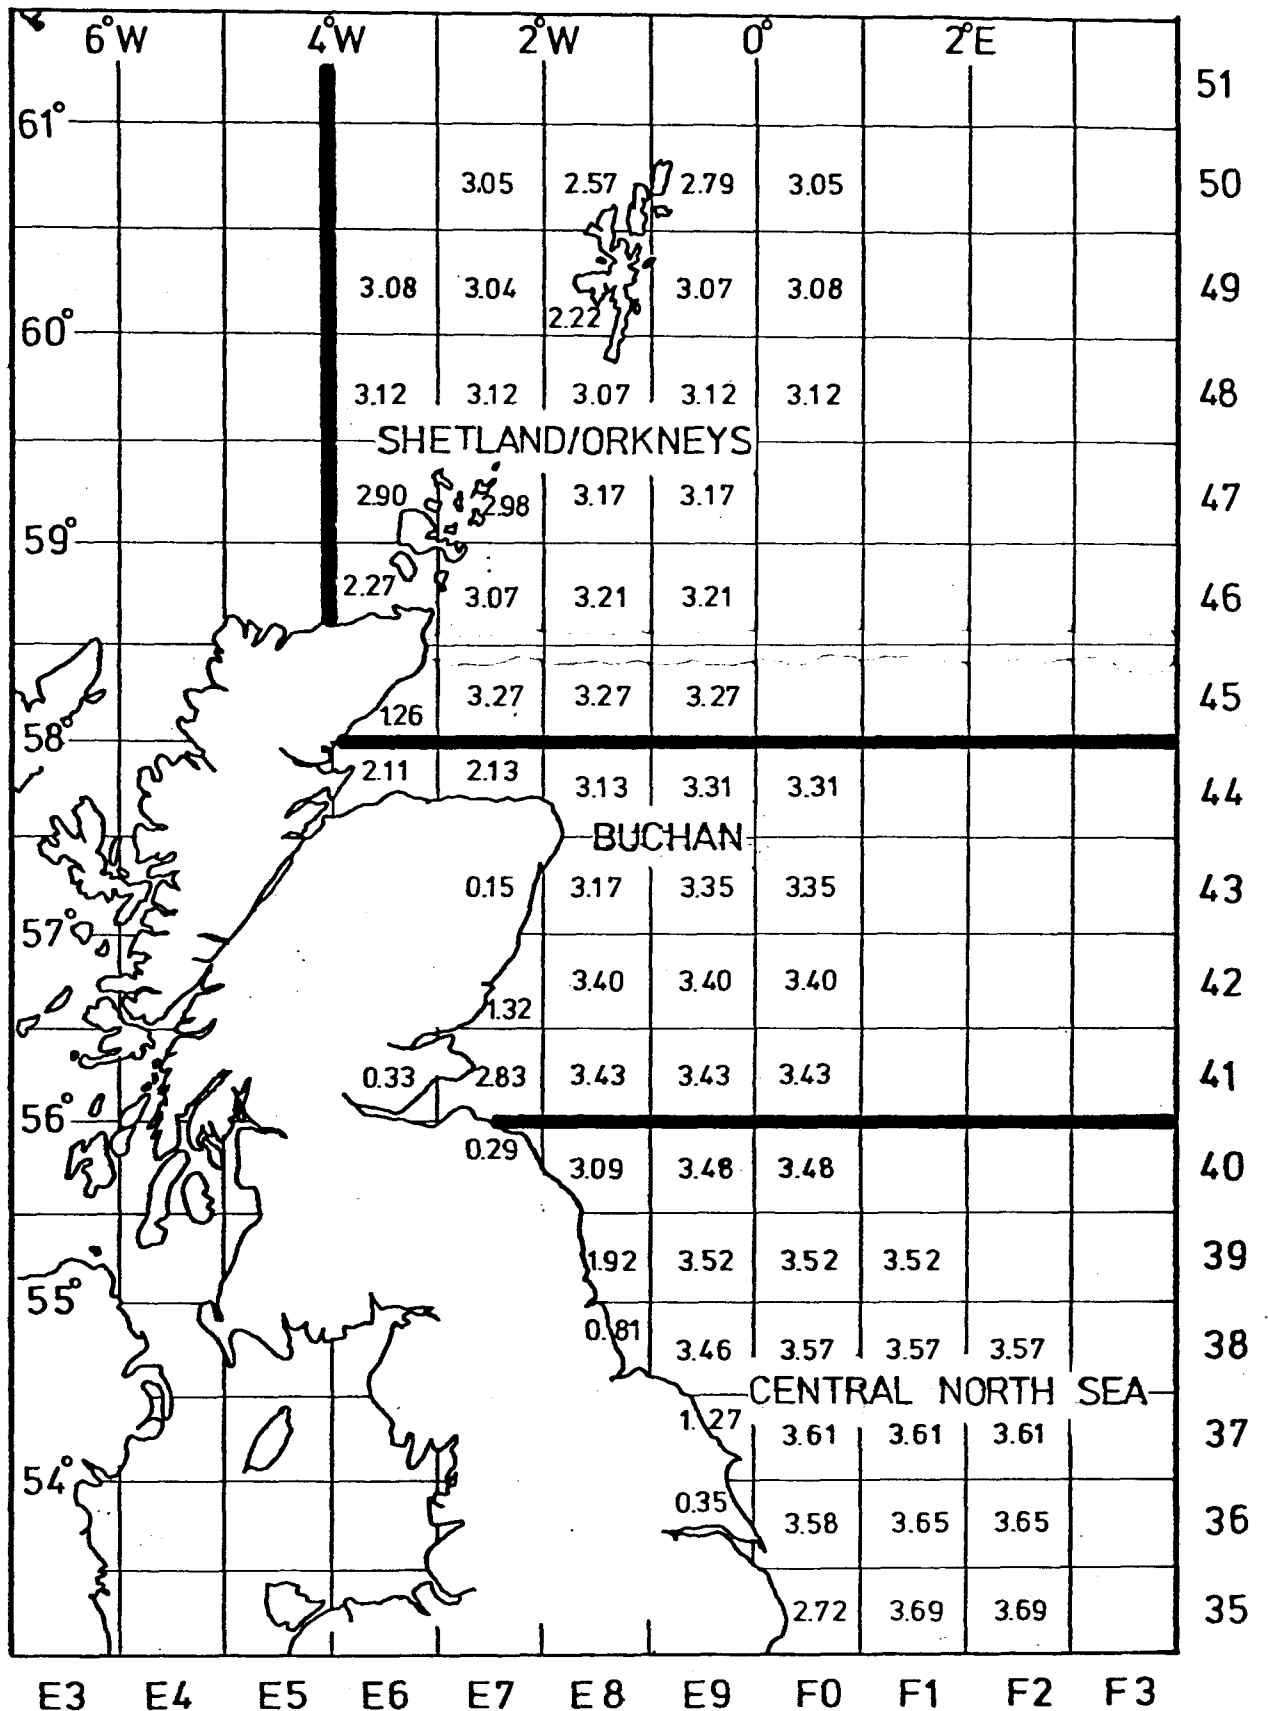 6°W 4°W 2°W 0° 2°E
51
61°
3.05 2.57 2.79 3.05 50
3.08 3.04 3.07 3.08 49
2.22
60°
3.12 3.12 3.07 3.12 3.12 48
SHETLAND/ORKNEYS
2.90 2.98 3.17 3.17 47
59°
2.27 3.07 3.21 3.21 46
3.27 3.27 3.27 45
1.26
58°
2.11 2.13 3.13 3.31 3.31 44
BUCHAN
0.15 3.17 3.35 3.35 43
57°
3.40 3.40 3.40 42
1.32
0.33 2.83 3.43 3.43 3.43 41
56°
0.29 3.09 3.48 3.48 40
1.92 3.52 3.52 3.52 39
55°
0.81 3.46 3.57 3.57 3.57 38
CENTRAL NORTH SEA
1.27 3.61 3.61 3.61 37
54°
0.35 3.58 3.65 3.65 36
2.72 3.69 3.69 35
E3 E4 E5 E6 E7 E8 E9 F0 F1 F2 F3